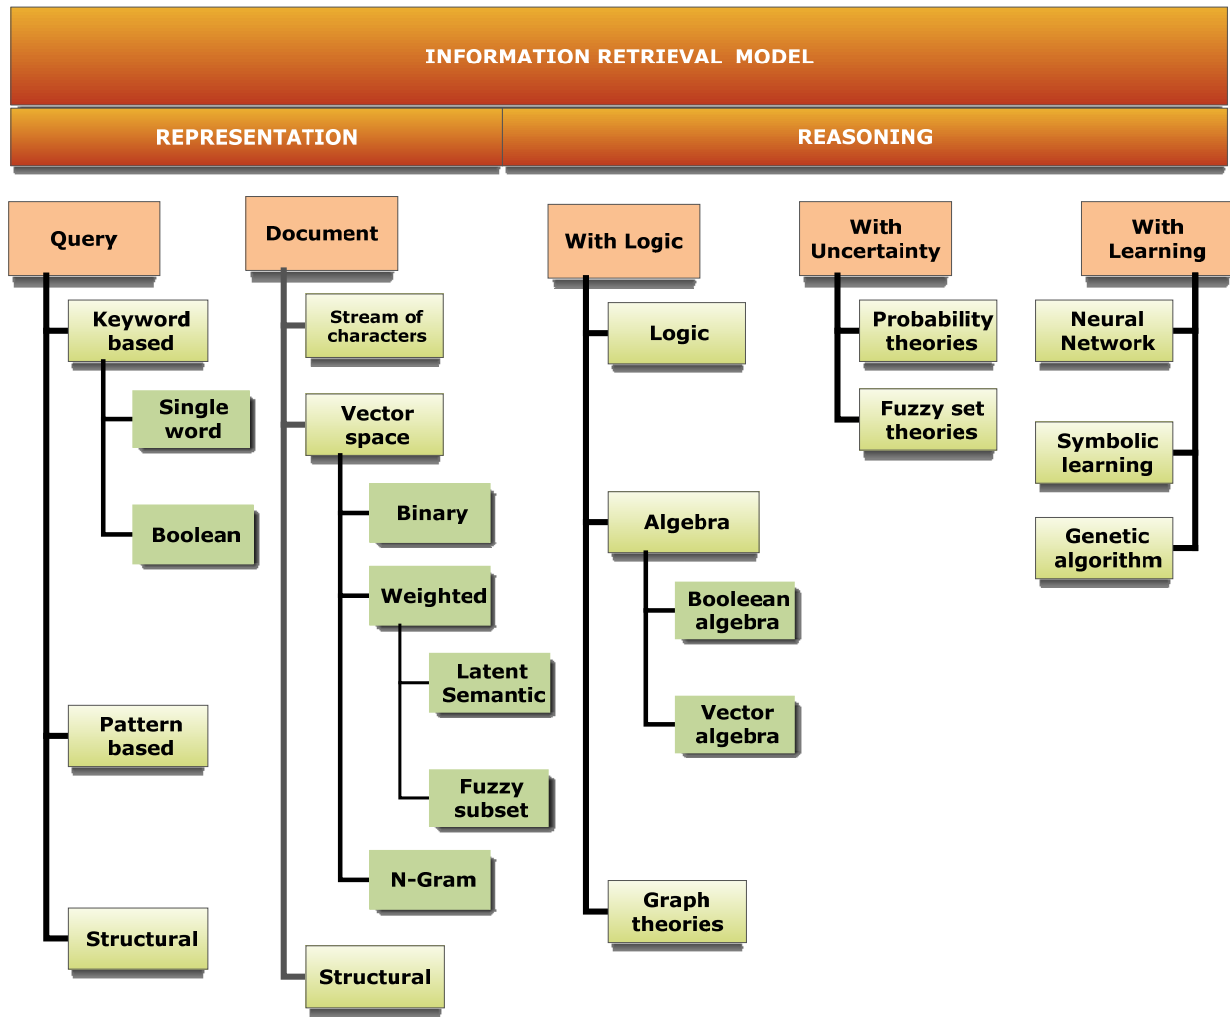 INFORMATION RETRIEVAL MODEL
REPRESENTATION
REASONING
Query
Keyword
based
Single
word
Boolean
Pattern
based
Structural
Document
Stream of
characters
Vector
space
Binary
Weighted
Latent
Semantic
Fuzzy
subset
N-Gram
Structural
With Logic
Logic
Algebra
Booleean
algebra
Vector
algebra
Graph
theories
With
Uncertainty
Probability
theories
Fuzzy set
theories
With
Learning
Neural
Network
Symbolic
learning
Genetic
algorithm